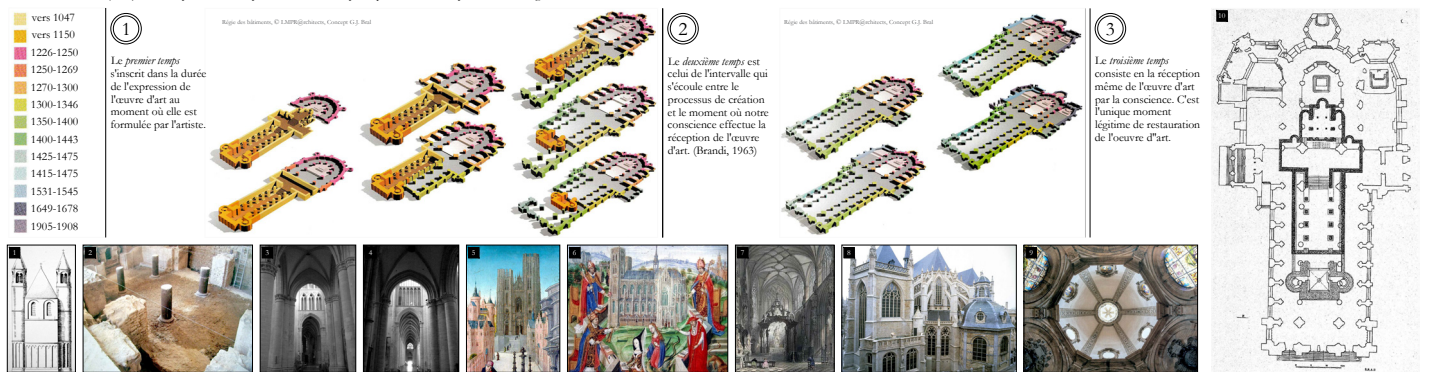 vers 1047
vers 1150
1226-1250
1250-1269
1270-1300
1300-1346
1350-1400
1400-1443
1425-1475
1415-1475
1531-1545
1649-1678
1905-1908
1
Le premier temps
s'inscrit dans la durée
de l'expression de
l'œuvre d'art au
moment où elle est
formulée par l'artiste.
Régie des bâtiments, © LMPR@rchitects, Concept G.J. Bral
2
Le deuxième temps est
celui de l'intervalle qui
s'écoule entre le
processus de création
et le moment où notre
conscience effectue la
réception de l'œuvre
d'art. (Brandi, 1963)
Régie des bâtiments, © LMPR@rchitects, Concept G.J. Bral
3
Le troisième temps
consiste en la réception
même de l'œuvre d'art
par la conscience. C'est
l'unique moment
légitime de restauration
de l'oeuvre d"art.
10
1
2
3
4
5
6
7
8
9